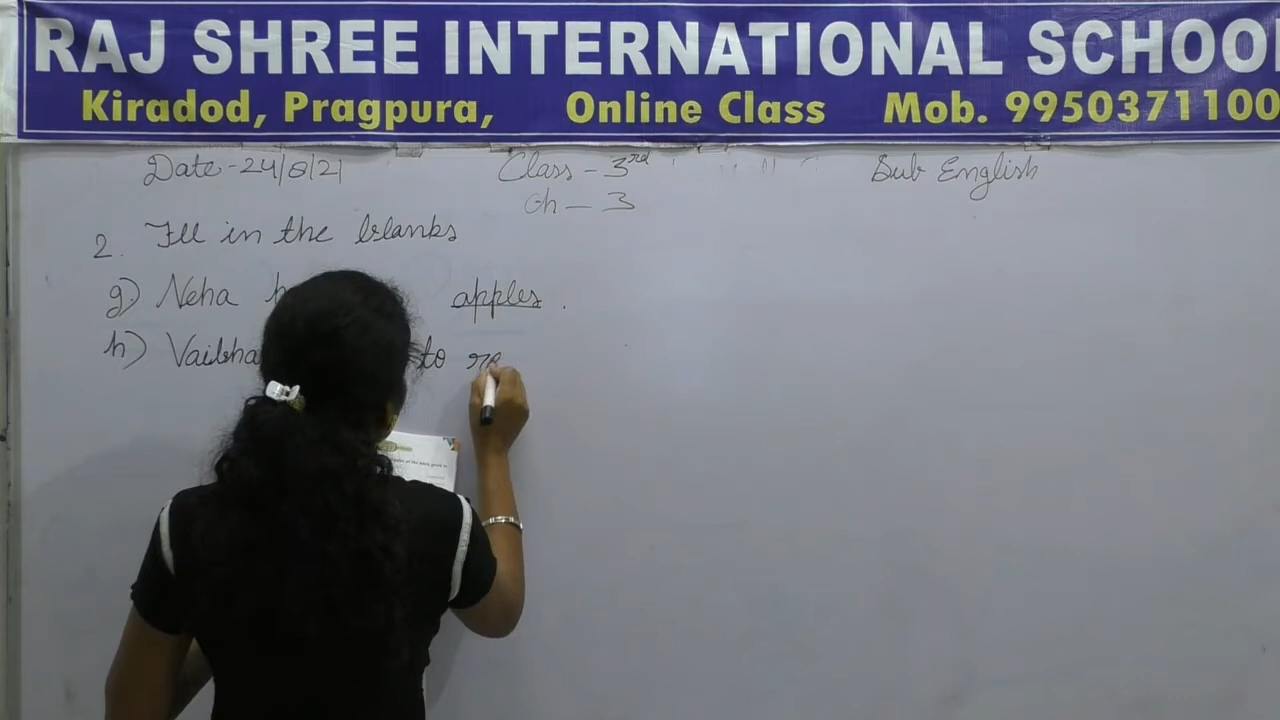 RAJ SHREE INTERNATIONAL SCHOOL
Kiradod, Pragpura, Online Class Mob. 9950371100
Date-24/8/21 Class-3rd Sub English
Ch-3
2. Fill in the blanks
g) Neha h apples.
h) Vaibha to re